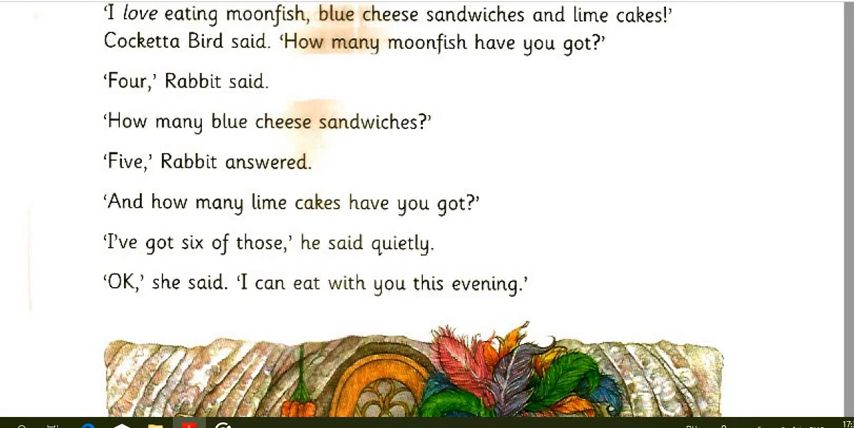 ‘I love eating moonfish, blue cheese sandwiches and lime cakes!’
Cocketta Bird said. ‘How many moonfish have you got?’
‘Four,’ Rabbit said.
‘How many blue cheese sandwiches?’
‘Five,’ Rabbit answered.
‘And how many lime cakes have you got?’
‘I’ve got six of those,’ he said quietly.
‘OK,’ she said. ‘I can eat with you this evening.’